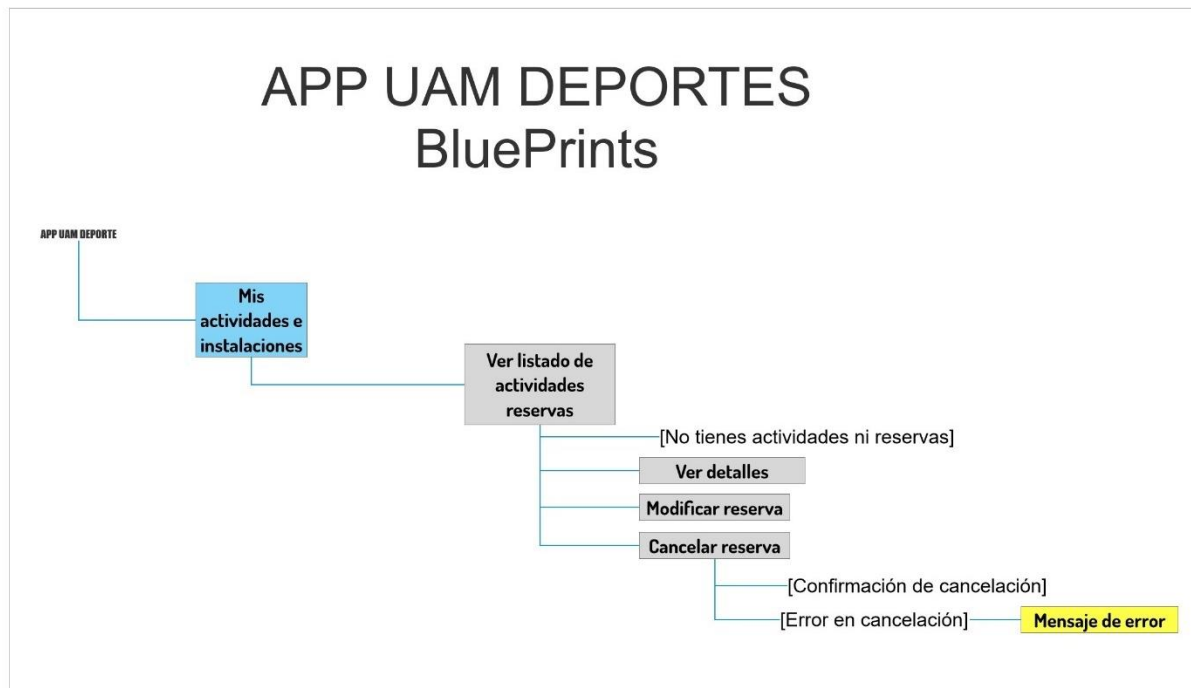 APP UAM DEPORTES
BluePrints
APP UAM DEPORTE
Mis
actividades e
instalaciones
Ver listado de
actividades
reservas
[No tienes actividades ni reservas]
Ver detalles
Modificar reserva
Cancelar reserva
[Confirmación de cancelación]
[Error en cancelación]
Mensaje de error